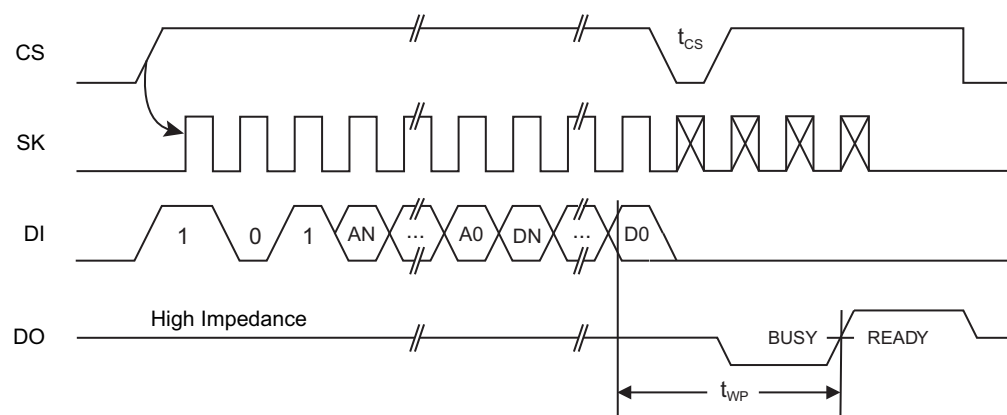 CS
t_CS
SK
DI
1 0 1 AN ... A0 DN ... D0
High Impedance
DO
BUSY READY
t_WP